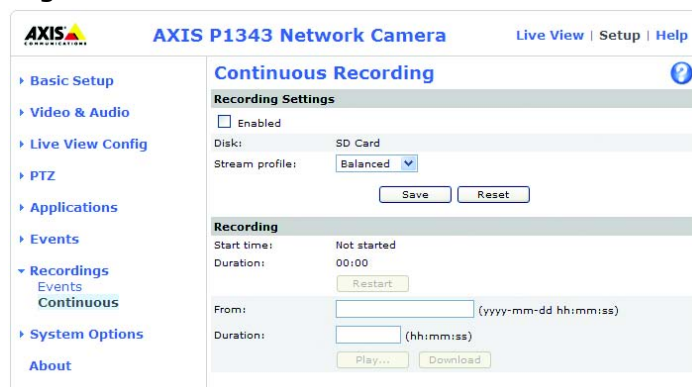 AXIS
COMMUNICATIONS
AXIS P1343 Network Camera
Live View | Setup | Help
Basic Setup
Video & Audio
Live View Config
PTZ
Applications
Events
Recordings
Events
Continuous
System Options
About
Continuous Recording
?
Recording Settings
Enabled
Disk: SD Card
Stream profile: Balanced
Save Reset
Recording
Start time: Not started
Duration: 00:00
Restart
From: (yyyy-mm-dd hh:mm:ss)
Duration: (hh:mm:ss)
Play... Download